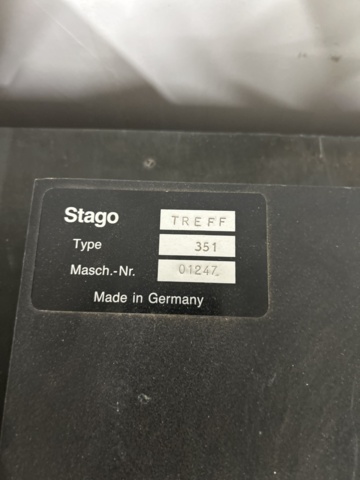 Stago TREFF
Type 351
Masch.-Nr. 01247
Made in Germany